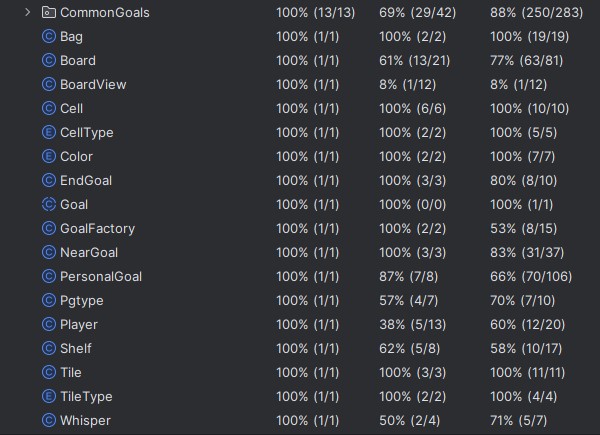 CommonGoals 100% (13/13) 69% (29/42) 88% (250/283)
C Bag 100% (1/1) 100% (2/2) 100% (19/19)
C Board 100% (1/1) 61% (13/21) 77% (63/81)
C BoardView 100% (1/1) 8% (1/12) 8% (1/12)
C Cell 100% (1/1) 100% (6/6) 100% (10/10)
E CellType 100% (1/1) 100% (2/2) 100% (5/5)
E Color 100% (1/1) 100% (2/2) 100% (7/7)
C EndGoal 100% (1/1) 100% (3/3) 80% (8/10)
C Goal 100% (1/1) 100% (0/0) 100% (1/1)
C GoalFactory 100% (1/1) 100% (2/2) 53% (8/15)
C NearGoal 100% (1/1) 100% (3/3) 83% (31/37)
C PersonalGoal 100% (1/1) 87% (7/8) 66% (70/106)
C Pgtype 100% (1/1) 57% (4/7) 70% (7/10)
C Player 100% (1/1) 38% (5/13) 60% (12/20)
C Shelf 100% (1/1) 62% (5/8) 58% (10/17)
C Tile 100% (1/1) 100% (3/3) 100% (11/11)
E TileType 100% (1/1) 100% (2/2) 100% (4/4)
C Whisper 100% (1/1) 50% (2/4) 71% (5/7)